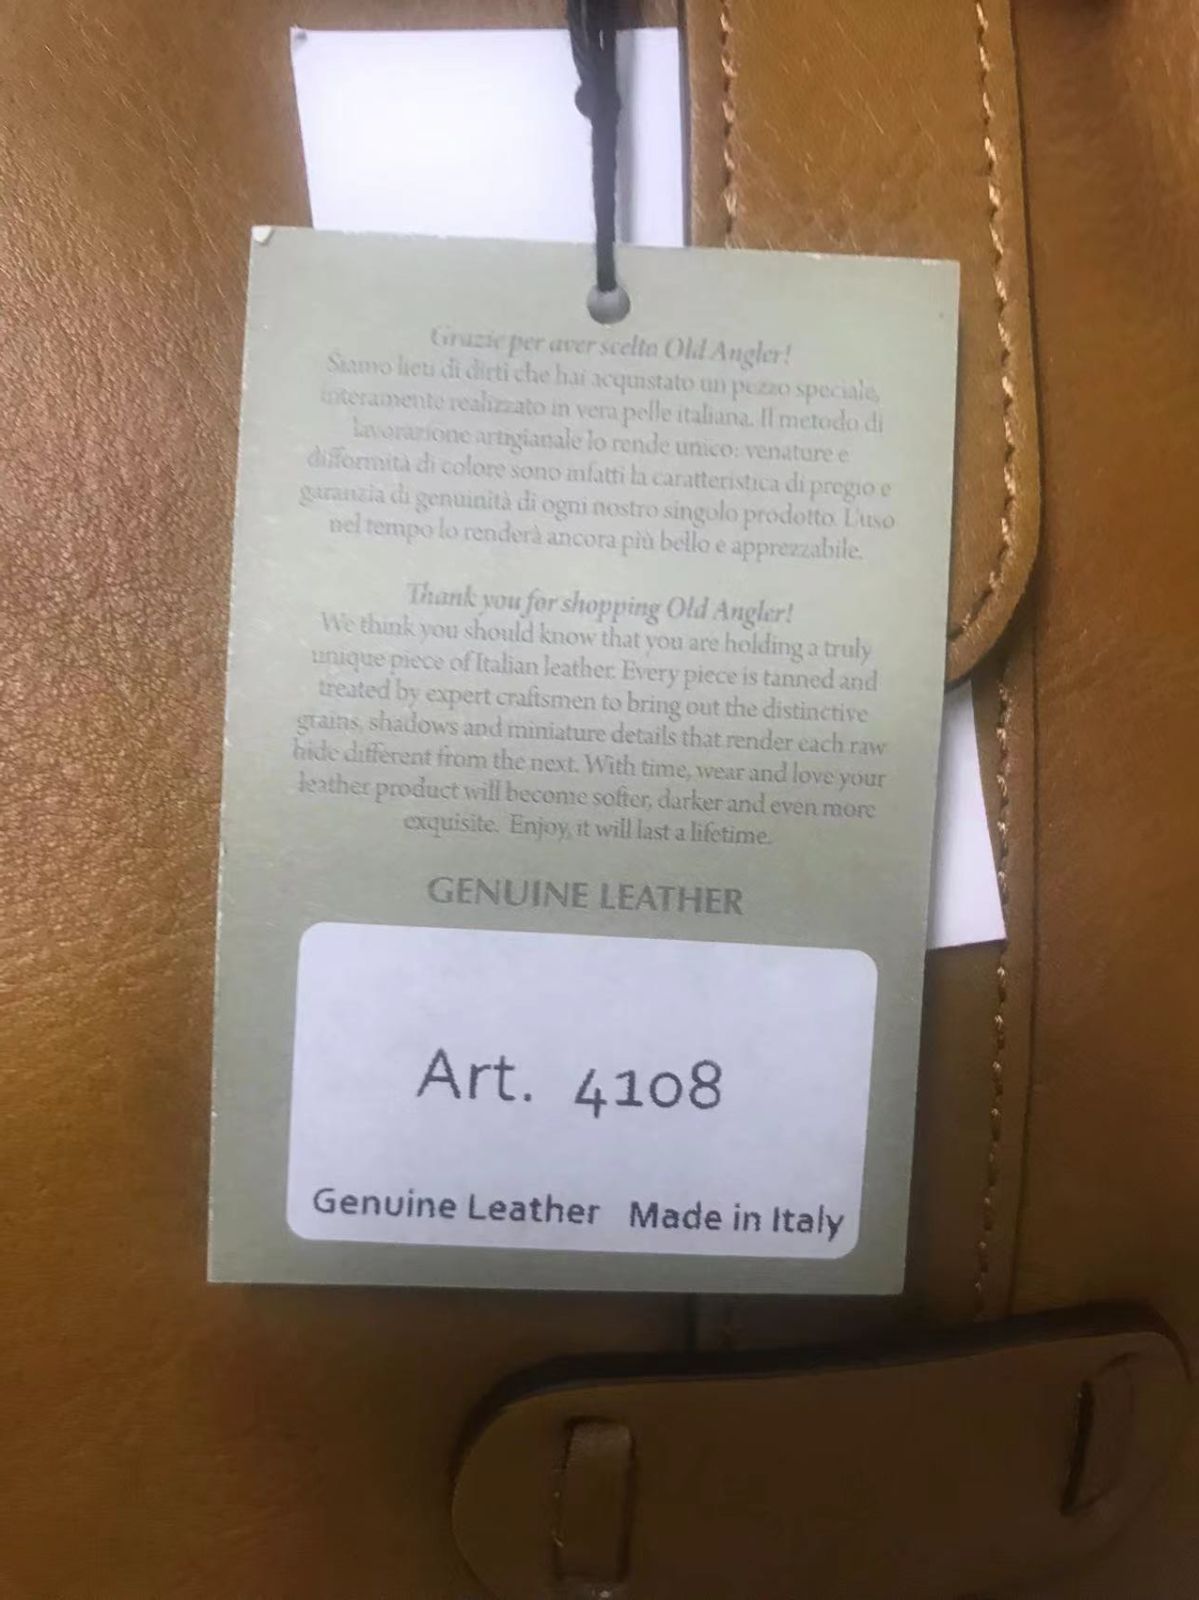 Grazie per aver scelto Old Angler!
Siamo lieti di dirti che hai acquistato un pezzo speciale,
interamente realizzato in vera pelle italiana. Il metodo di
lavorazione artigianale lo rende unico: venature e
difformità di colore sono infatti la caratteristica di pregio e
garanzia di genuinità di ogni nostro singolo prodotto. L'uso
nel tempo lo renderà ancora più bello e apprezzabile.
Thank you for shopping Old Angler!
We think you should know that you are holding a truly
unique piece of Italian leather. Every piece is tanned and
treated by expert craftsmen to bring out the distinctive
grains, shadows and miniature details that render each raw
hide different from the next. With time, wear and love your
leather product will become softer, darker and even more
exquisite. Enjoy, it will last a lifetime.
GENUINE LEATHER
Art. 4108
Genuine Leather Made in Italy